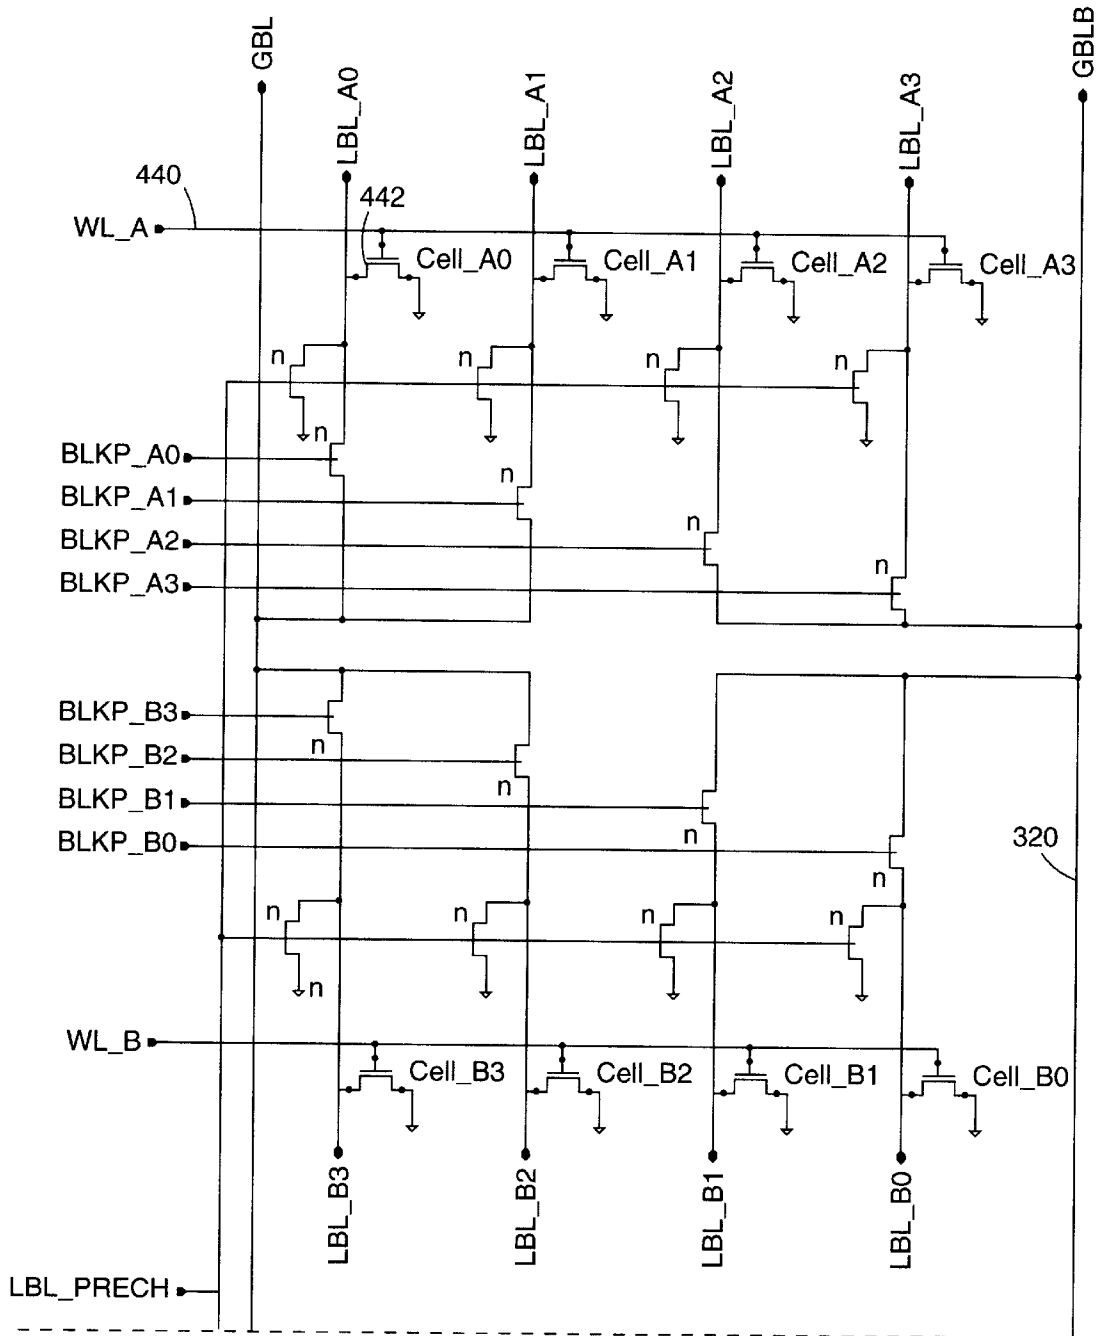 GBL
LBL_A0
LBL_A1
LBL_A2
LBL_A3
GBLB
440
442
WL_A
Cell_A0
Cell_A1
Cell_A2
Cell_A3
n
n
n
n
n
BLKP_A0
n
BLKP_A1
n
BLKP_A2
n
BLKP_A3
BLKP_B3
n
BLKP_B2
n
BLKP_B1
n
BLKP_B0
n
320
n
n
n
n
n
WL_B
Cell_B3
Cell_B2
Cell_B1
Cell_B0
LBL_B3
LBL_B2
LBL_B1
LBL_B0
LBL_PRECH